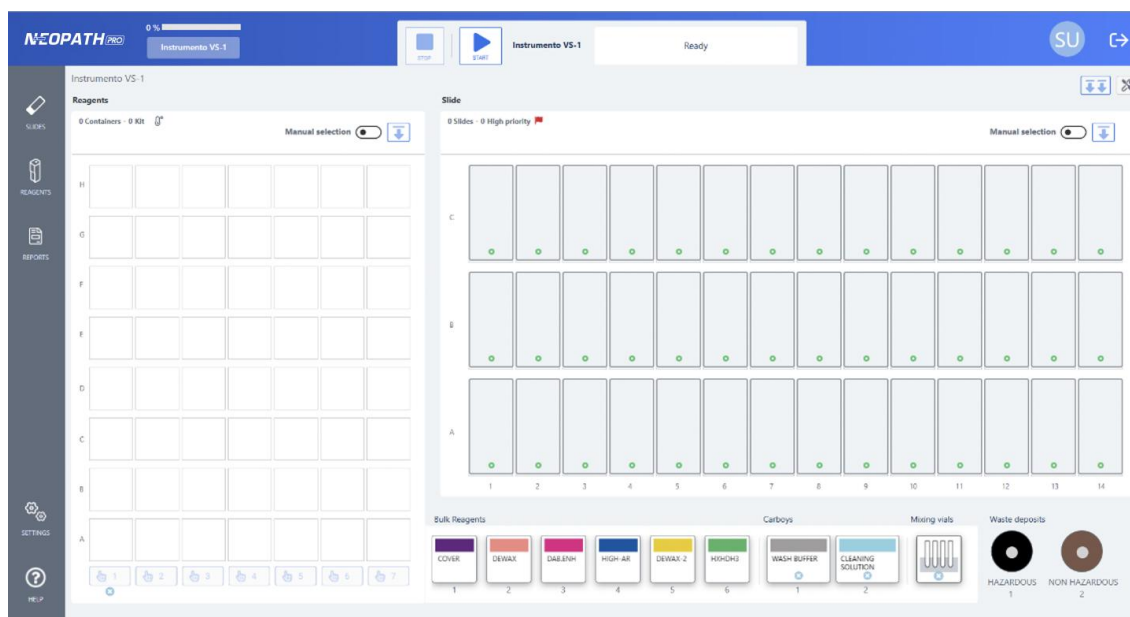 NEOPATH PRO
0 %
Instrumento VS-1
STOP
START
Instrumento VS-1
Ready
SU
SLIDES
REAGENTS
REPORTS
SETTINGS
HELP
Instrumento VS-1
Reagents
0 Containers - 0 Kit
Manual selection
H
G
F
E
D
C
B
A
1 2 3 4 5 6 7
Slide
0 Slides - 0 High priority
Manual selection
C
B
A
1 2 3 4 5 6 7 8 9 10 11 12 13 14
Bulk Reagents
COVER DEWAX DAB.ENH HIGH-AR DEWAX-2 HXHDH2
1 2 3 4 5 6
Carboys
WASH BUFFER
CLEANING
SOLUTION
1 2
Mixing vials
Waste deposits
HAZARDOUS NON HAZARDOUS
1 2